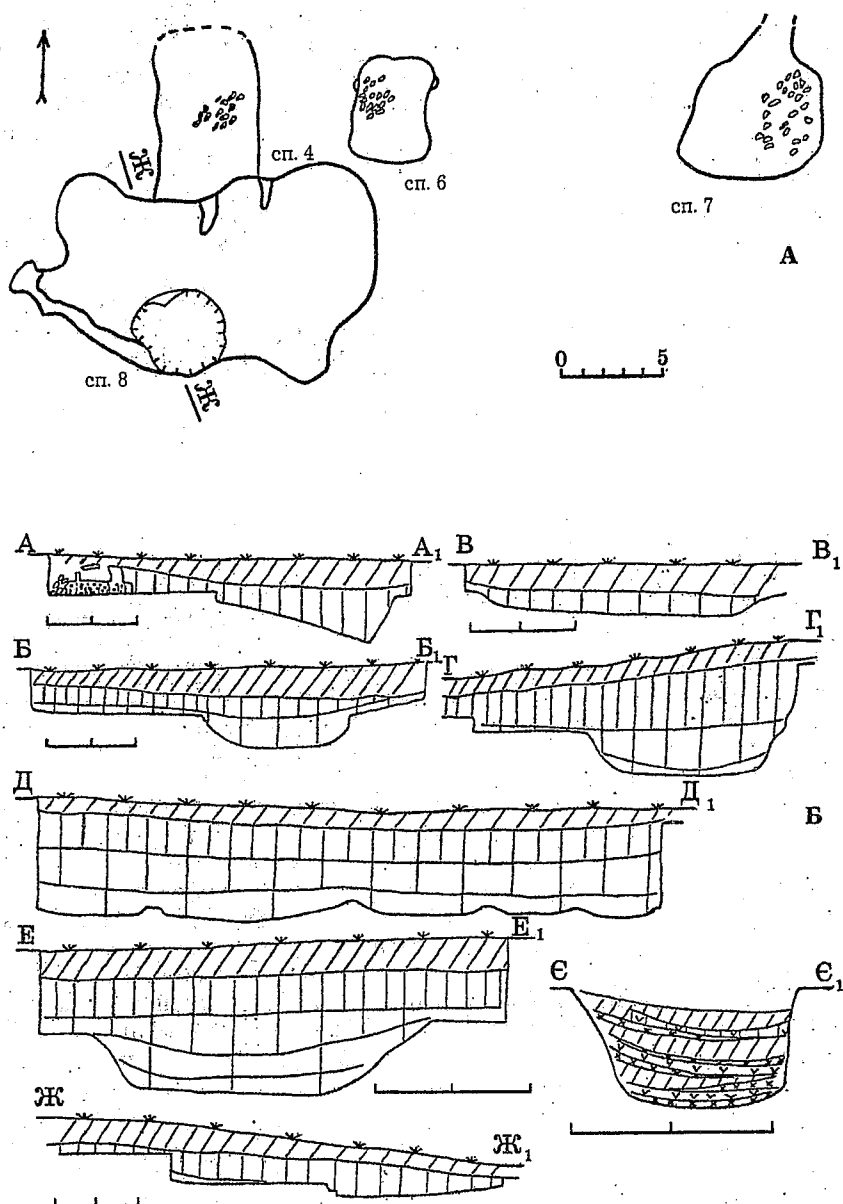 Ж
сп. 4
сп. 6
сп. 7
А
сп. 8
Ж
0 5
А А₁ В В₁
Б Б₁ Г Г₁
Д Д₁
Б
Е Е₁
Є Є₁
Ж Ж₁